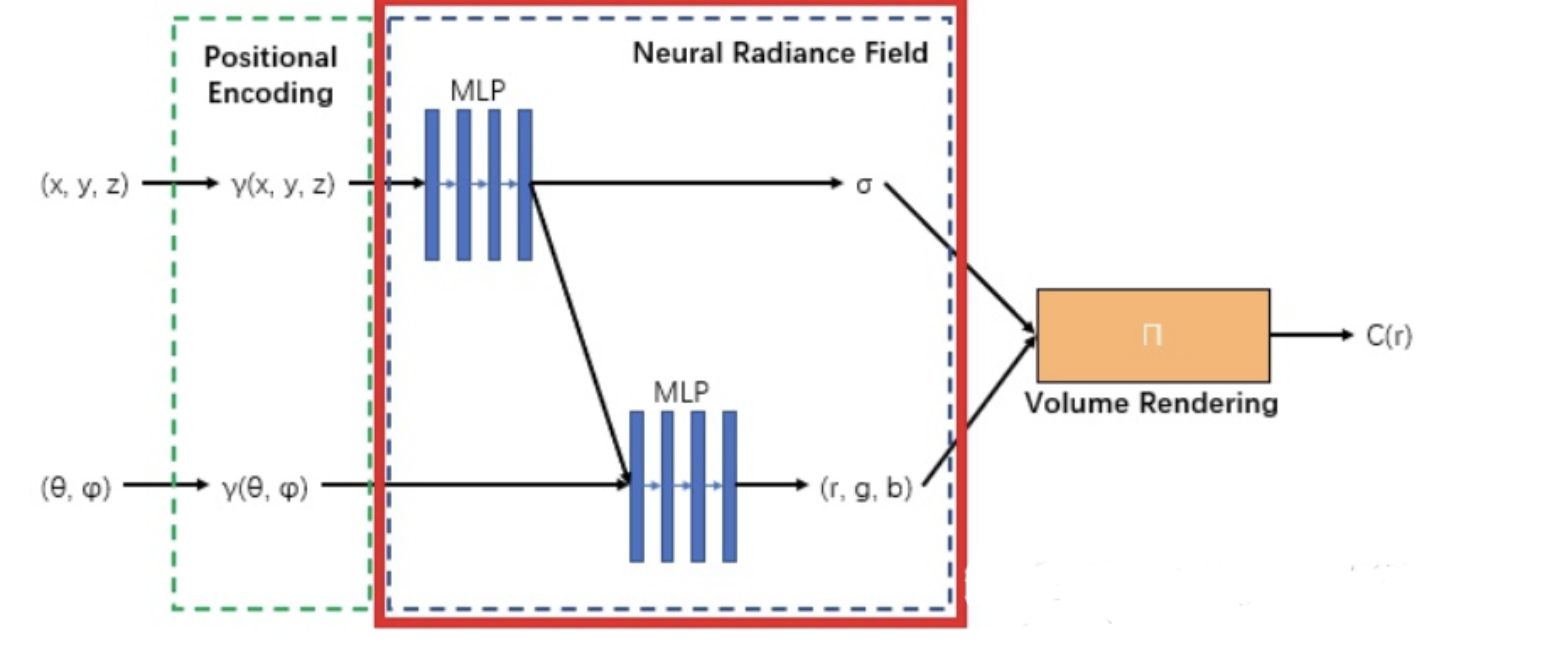 Positional
Encoding
Neural Radiance Field
MLP
(x, y, z)
γ(x, y, z)
σ
Π
C(r)
Volume Rendering
MLP
(θ, φ)
γ(θ, φ)
(r, g, b)